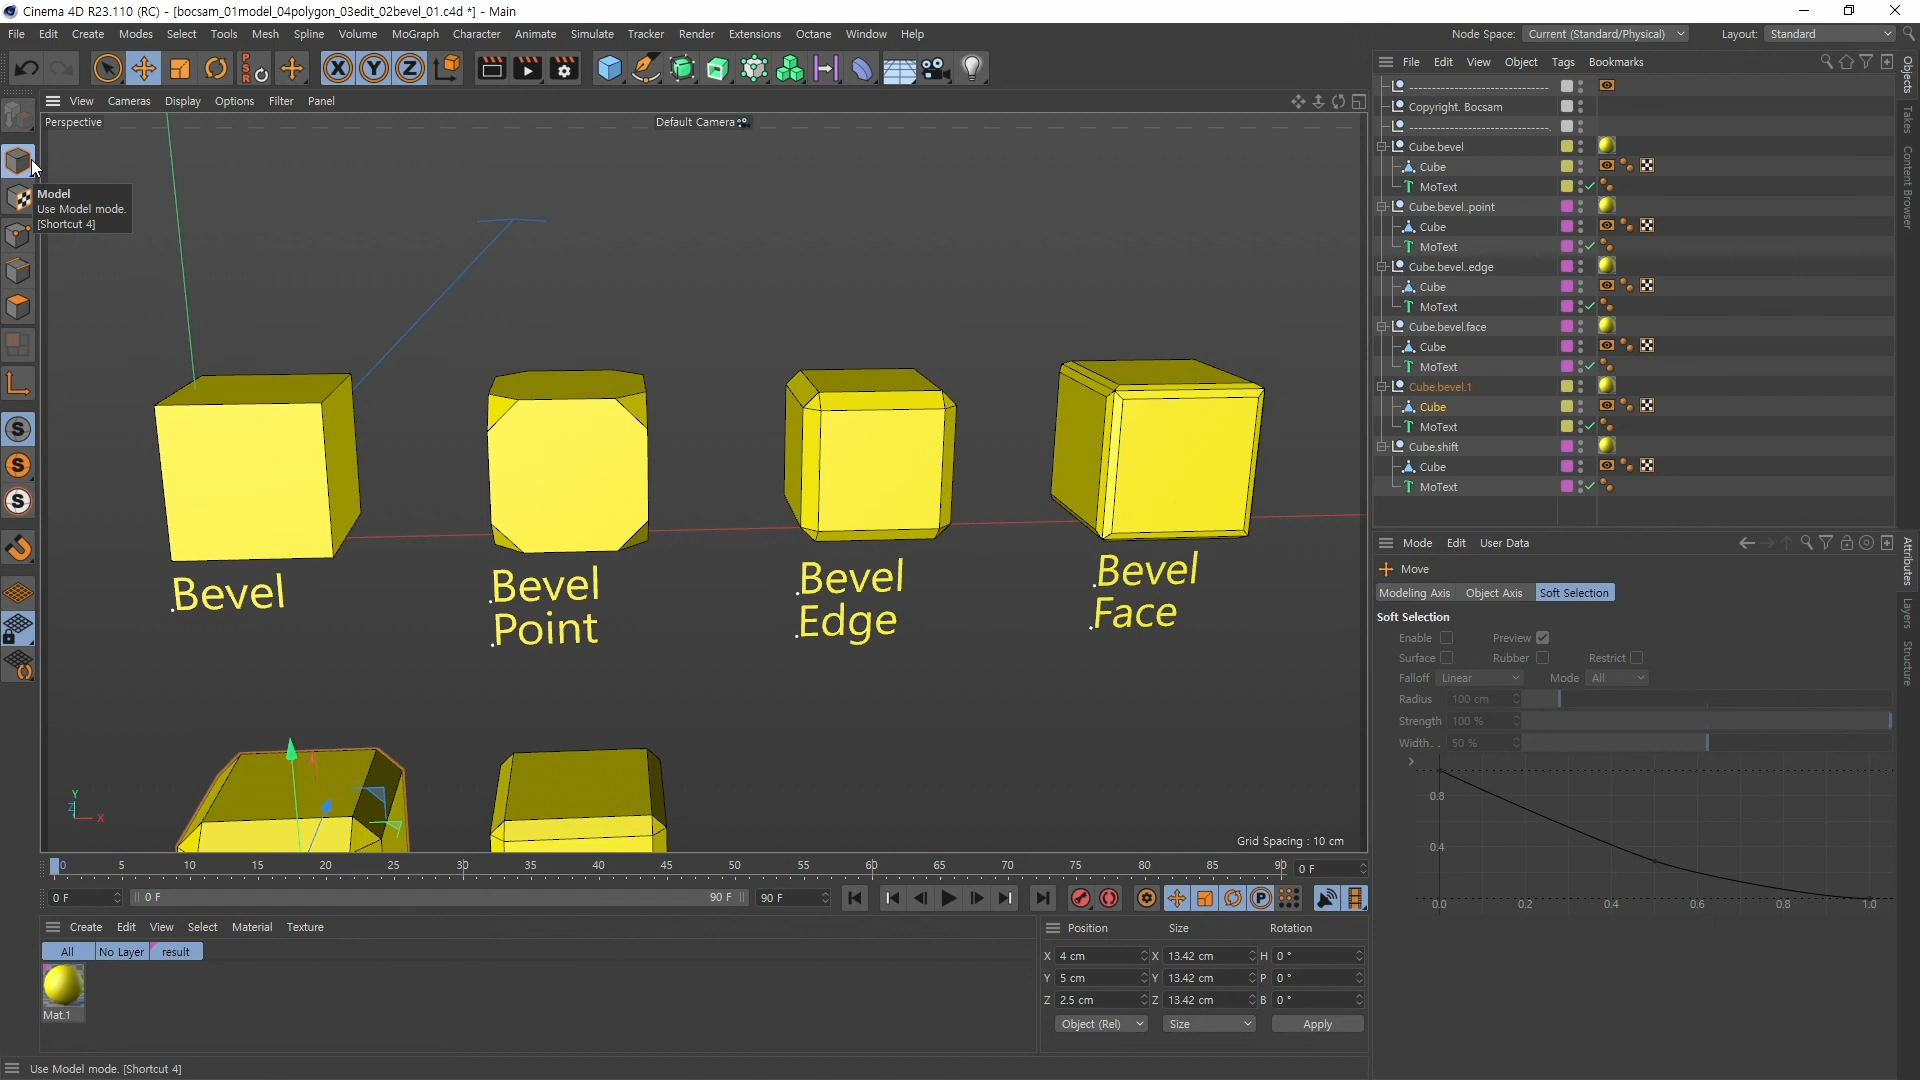 Cinema 4D R23.110 (RC) - [bocsam_01model_04polygon_03edit_02bevel_01.c4d *] - Main
File Edit Create Modes Select Tools Mesh Spline Volume MoGraph Character Animate Simulate Tracker Render Extensions Octane Window Help
Node Space: Current (Standard/Physical) Layout: Standard
PSR X Y Z
File Edit View Object Tags Bookmarks
View Cameras Display Options Filter Panel
Perspective
Default Camera
Model
Use Model mode.
[Shortcut 4]
Bevel
Bevel
Point
Bevel
Edge
Bevel
Face
Y
Z
X
Grid Spacing : 10 cm
Copyright. Bocsam
Cube.bevel
Cube
MoText
Cube.bevel..point
Cube
MoText
Cube.bevel..edge
Cube
MoText
Cube.bevel.face
Cube
MoText
Cube.bevel.1
Cube
MoText
Cube.shift
Cube
MoText
Objects
Takes
Content Browser
Mode Edit User Data
Move
Modeling Axis Object Axis Soft Selection
Soft Selection
Enable Preview
Surface Rubber Restrict
Falloff Linear Mode All
Radius 100 cm
Strength 100 %
Width.. 50 %
0.8
0.4
0.0 0.2 0.4 0.6 0.8 1.0
Attributes
Layers
Structure
0 5 10 15 20 25 30 35 40 45 50 55 60 65 70 75 80 85 90 0 F
0 F 0 F 90 F 90 F
Create Edit View Select Material Texture
All No Layer result
Mat.1
Position Size Rotation
X 4 cm X 13.42 cm H 0 °
Y 5 cm Y 13.42 cm P 0 °
Z 2.5 cm Z 13.42 cm B 0 °
Object (Rel) Size Apply
Use Model mode. [Shortcut 4]